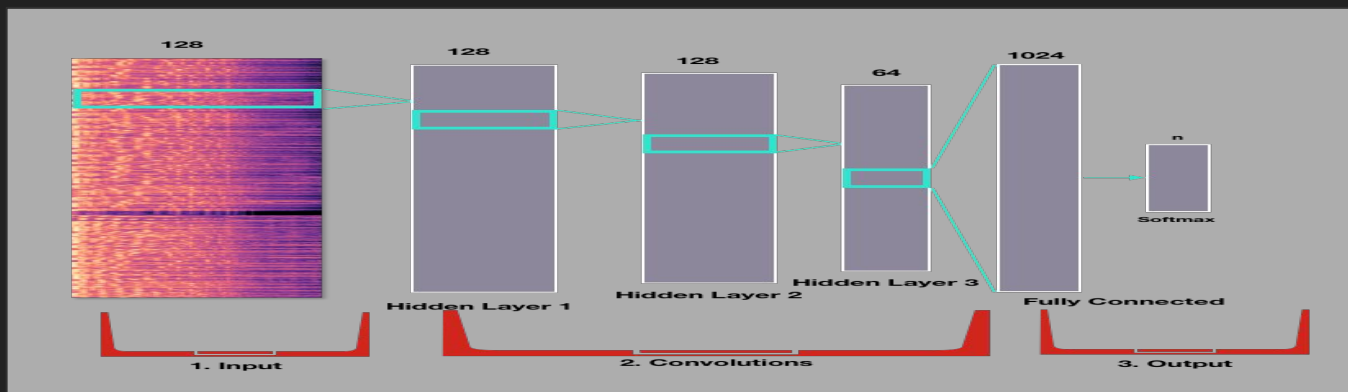 128
128
128
64
1024
n
Softmax
Hidden Layer 1
Hidden Layer 2
Hidden Layer 3
Fully Connected
1. Input
2. Convolutions
3. Output